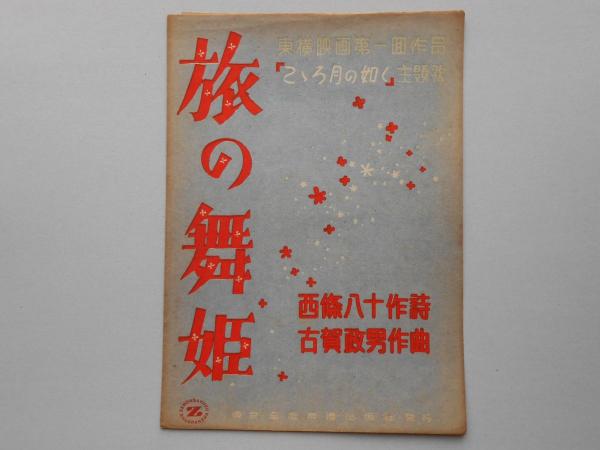 東横映画第一回作品
『こゝろ月の如く』主題歌
旅の舞姫
西條八十作詩
古賀政男作曲
Z